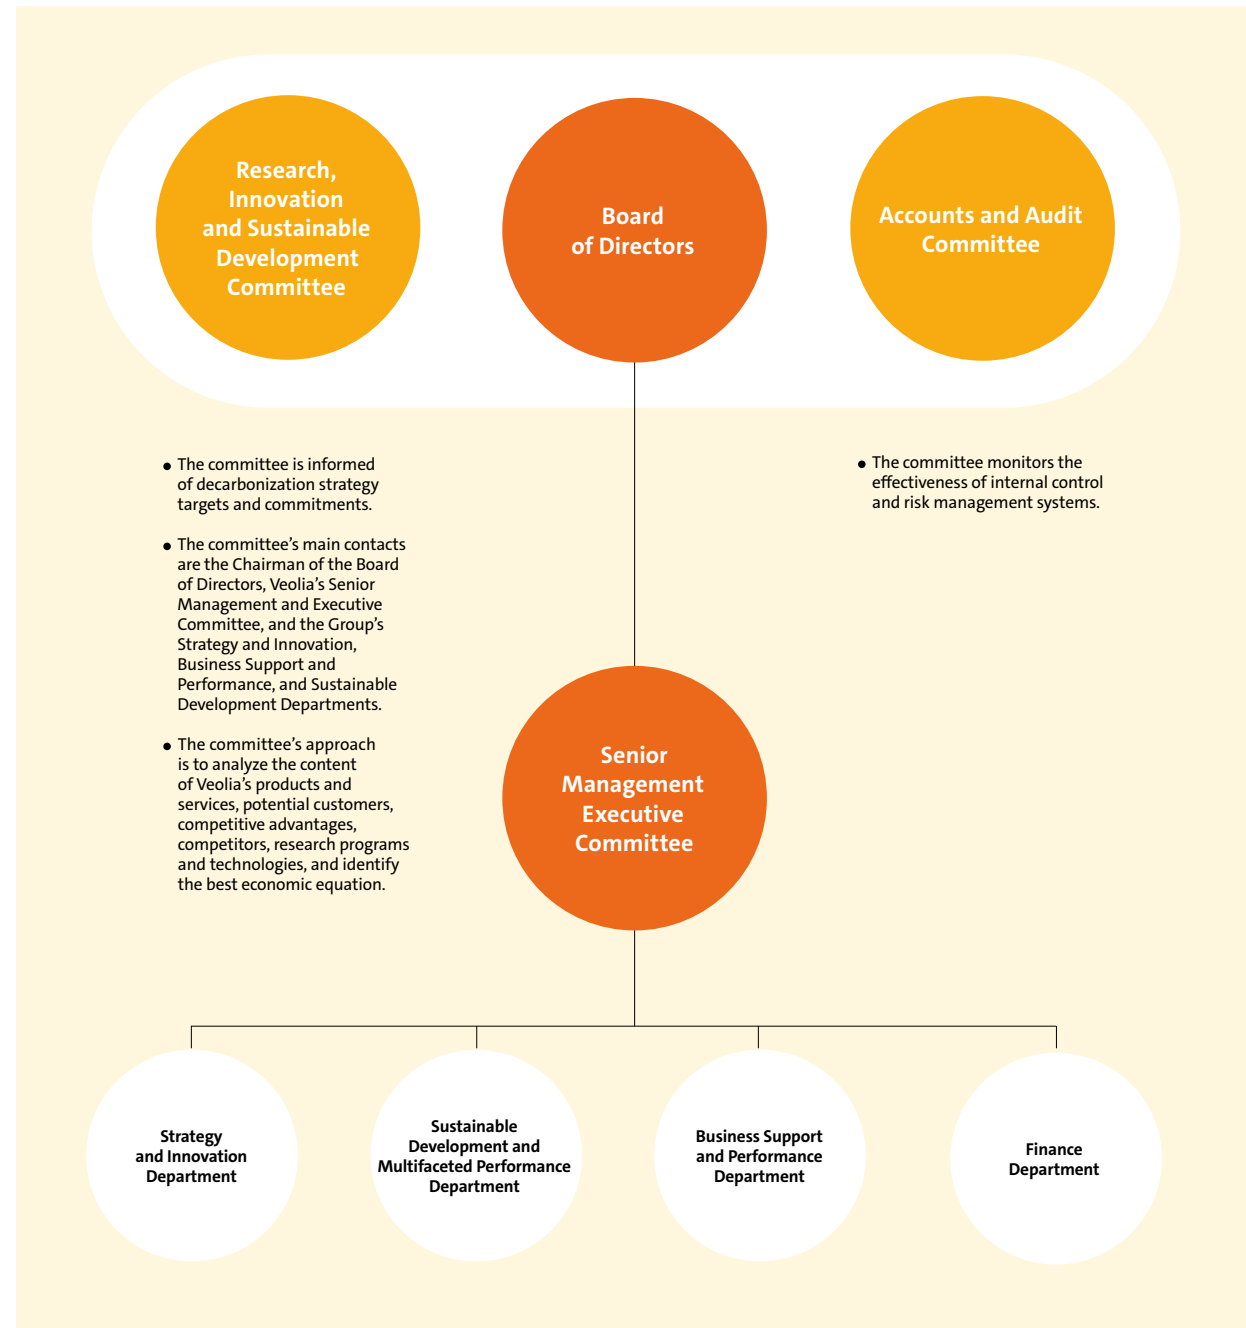 Research,
Innovation
and Sustainable
Development
Committee
Board
of Directors
Accounts and Audit
Committee
● The committee is informed
of decarbonization strategy
targets and commitments.
● The committee's main contacts
are the Chairman of the Board
of Directors, Veolia's Senior
Management and Executive
Committee, and the Group's
Strategy and Innovation,
Business Support and
Performance, and Sustainable
Development Departments.
● The committee's approach
is to analyze the content
of Veolia's products and
services, potential customers,
competitive advantages,
competitors, research programs
and technologies, and identify
the best economic equation.
● The committee monitors the
effectiveness of internal control
and risk management systems.
Senior
Management
Executive
Committee
Strategy
and Innovation
Department
Sustainable
Development and
Multifaceted Performance
Department
Business Support
and Performance
Department
Finance
Department